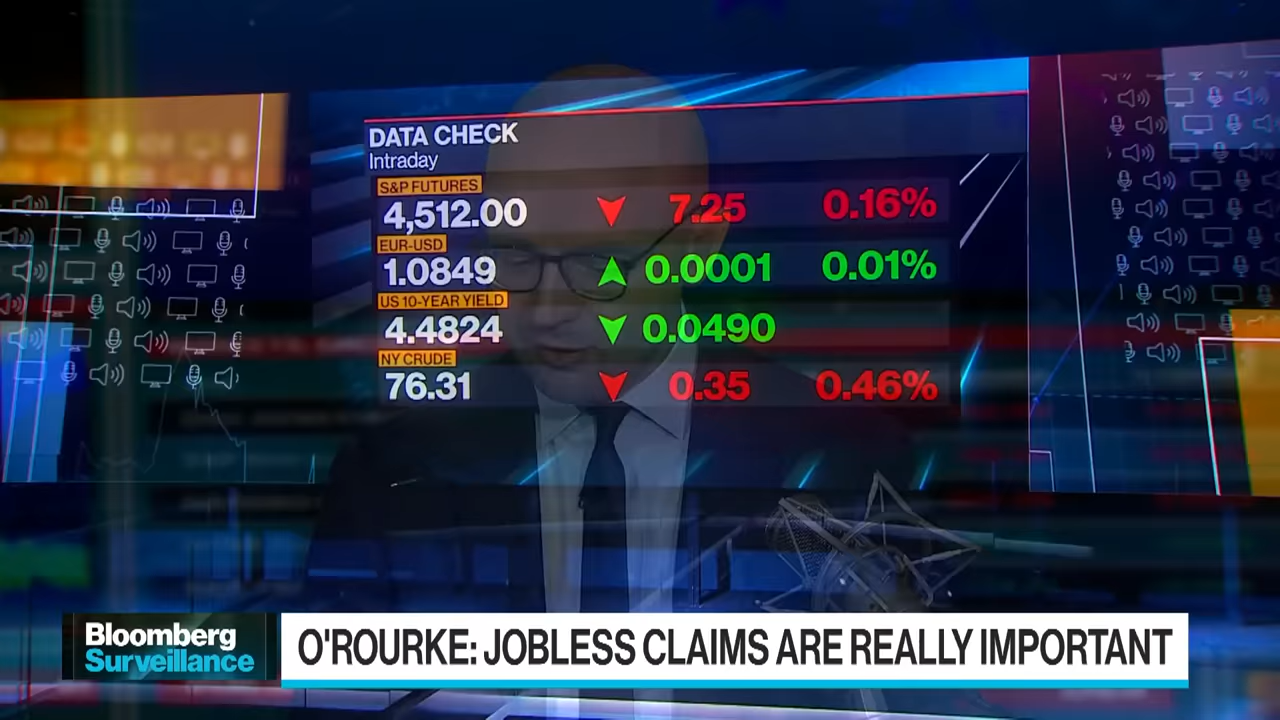 DATA CHECK
Intraday
S&P FUTURES
4,512.00 7.25 0.16%
EUR-USD
1.0849 0.0001 0.01%
US 10-YEAR YIELD
4.4824 0.0490
NY CRUDE
76.31 0.35 0.46%
Bloomberg
Surveillance
O'ROURKE: JOBLESS CLAIMS ARE REALLY IMPORTANT